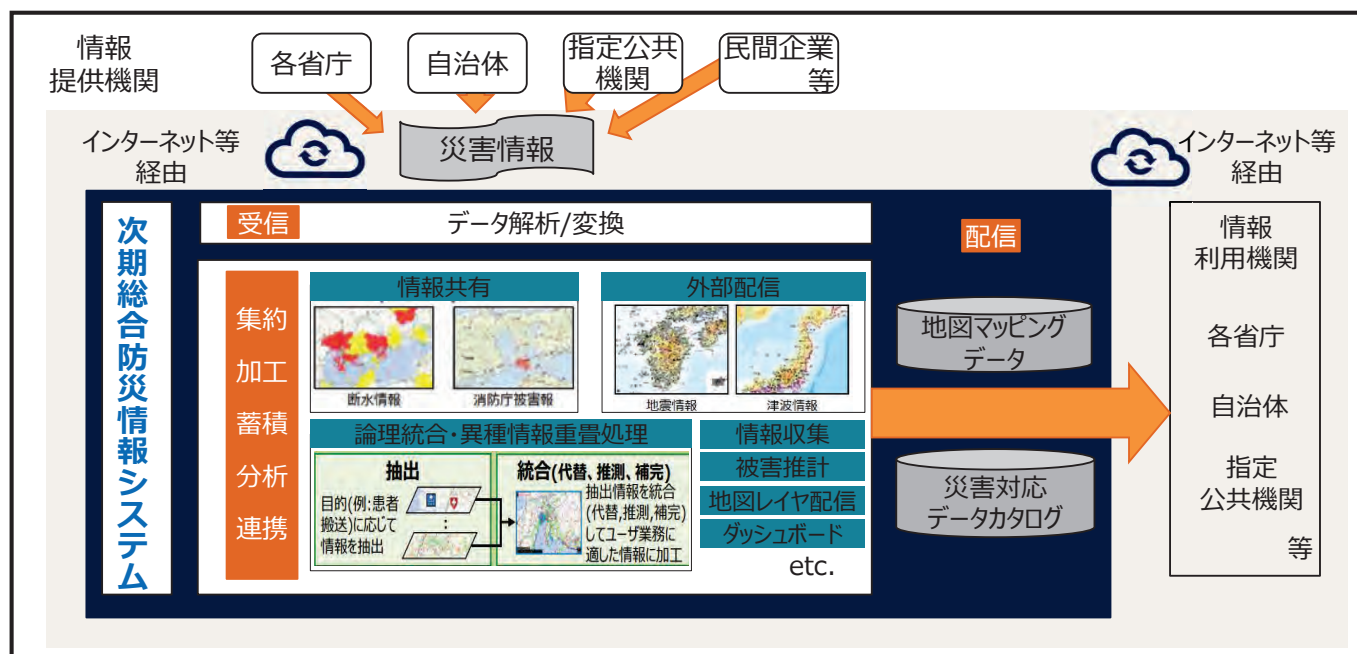 情報
提供機関
各省庁
自治体
指定公共
機関
民間企業
等
インターネット等
経由
災害情報
インターネット等
経由
次期総合防災情報システム
受信
データ解析/変換
配信
集約
加工
蓄積
分析
連携
情報共有
断水情報
消防庁被害報
外部配信
地震情報
津波情報
論理統合・異種情報重畳処理
抽出
目的(例:患者
搬送)に応じて
情報を抽出
:
統合(代替、推測、補完)
抽出情報を統合
(代替,推測,補完)
してユーザ業務に
適した情報に加工
情報収集
被害推計
地図レイヤ配信
ダッシュボード
etc.
地図マッピング
データ
災害対応
データカタログ
情報
利用機関
各省庁
自治体
指定
公共機関
等